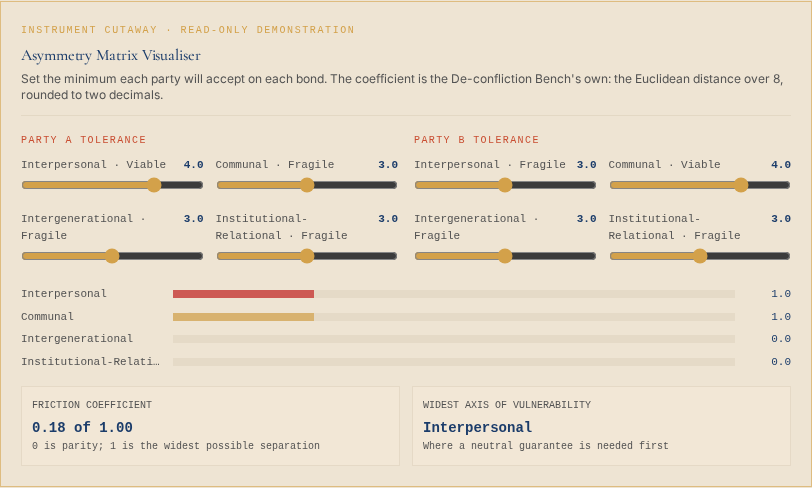 INSTRUMENT CUTAWAY · READ-ONLY DEMONSTRATION
Asymmetry Matrix Visualiser
Set the minimum each party will accept on each bond. The coefficient is the De-confliction Bench's own: the Euclidean distance over 8,
rounded to two decimals.
PARTY A TOLERANCE
Interpersonal · Viable 4.0
Communal · Fragile 3.0
Intergenerational · 3.0
Fragile
Institutional- 3.0
Relational · Fragile
PARTY B TOLERANCE
Interpersonal · Fragile 3.0
Communal · Viable 4.0
Intergenerational · 3.0
Fragile
Institutional- 3.0
Relational · Fragile
Interpersonal 1.0
Communal 1.0
Intergenerational 0.0
Institutional-Relati… 0.0
FRICTION COEFFICIENT
0.18 of 1.00
0 is parity; 1 is the widest possible separation
WIDEST AXIS OF VULNERABILITY
Interpersonal
Where a neutral guarantee is needed first